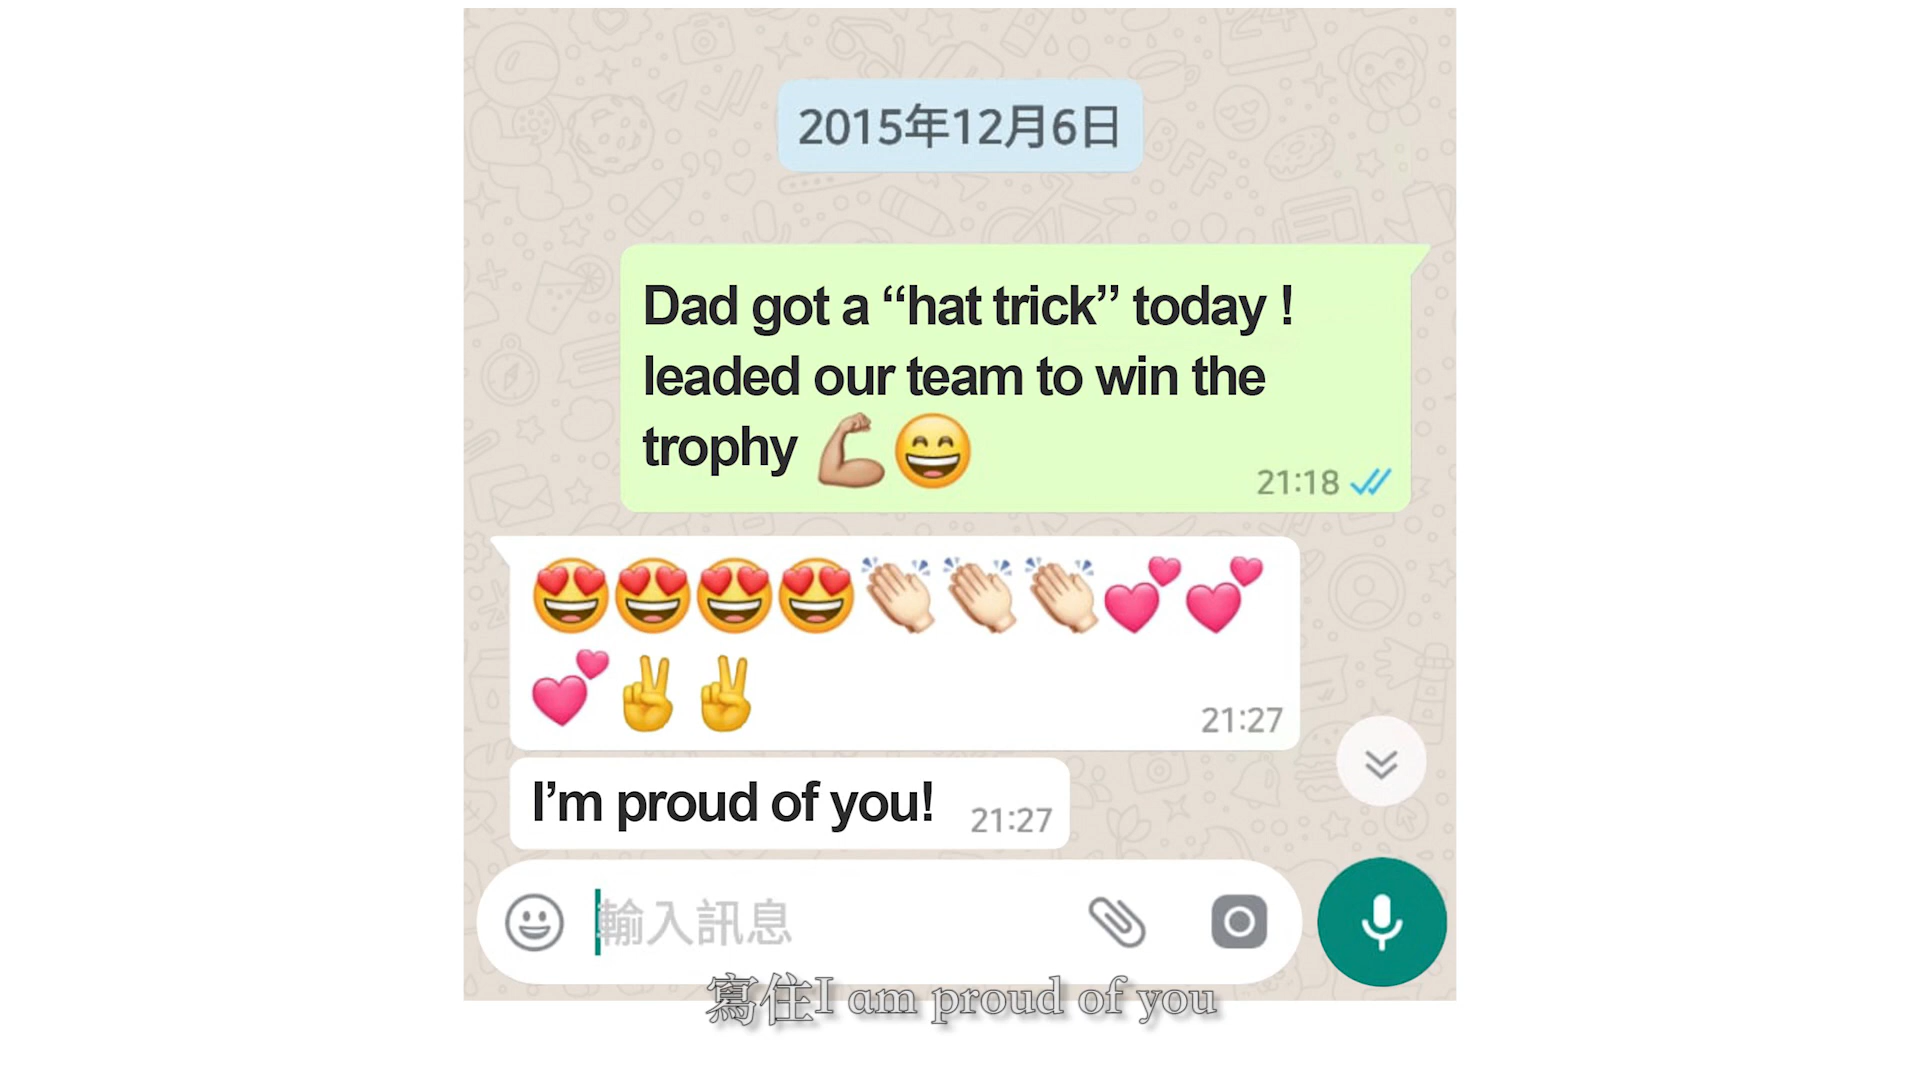 2015年12月6日
Dad got a “hat trick” today !
leaded our team to win the
trophy 💪🏼😄
21:18
😍😍😍😍👏🏻👏🏻👏🏻💕💕
💕✌️✌️
21:27
I’m proud of you! 21:27
輸入訊息
寫住I am proud of you